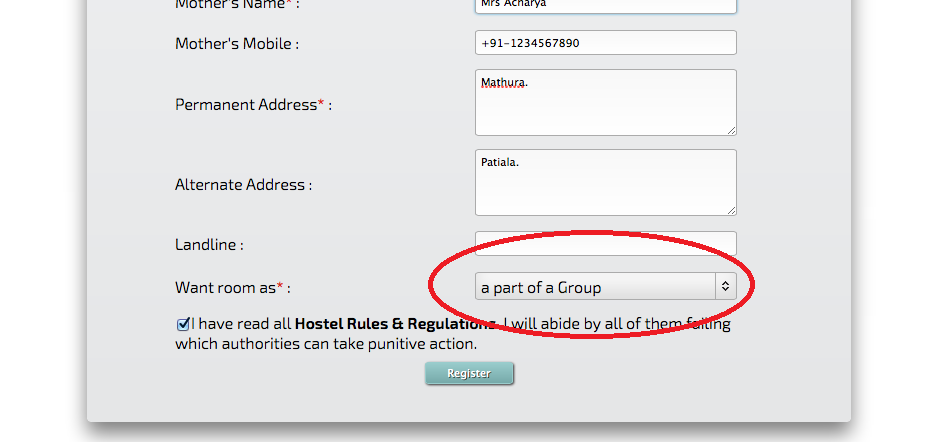 Mother's Name* :
Mrs Acharya
Mother's Mobile :
+91-1234567890
Permanent Address* :
Mathura.
Alternate Address :
Patiala.
Landline :
Want room as* :
a part of a Group
I have read all Hostel Rules & Regulations. I will abide by all of them failing
which authorities can take punitive action.
Register